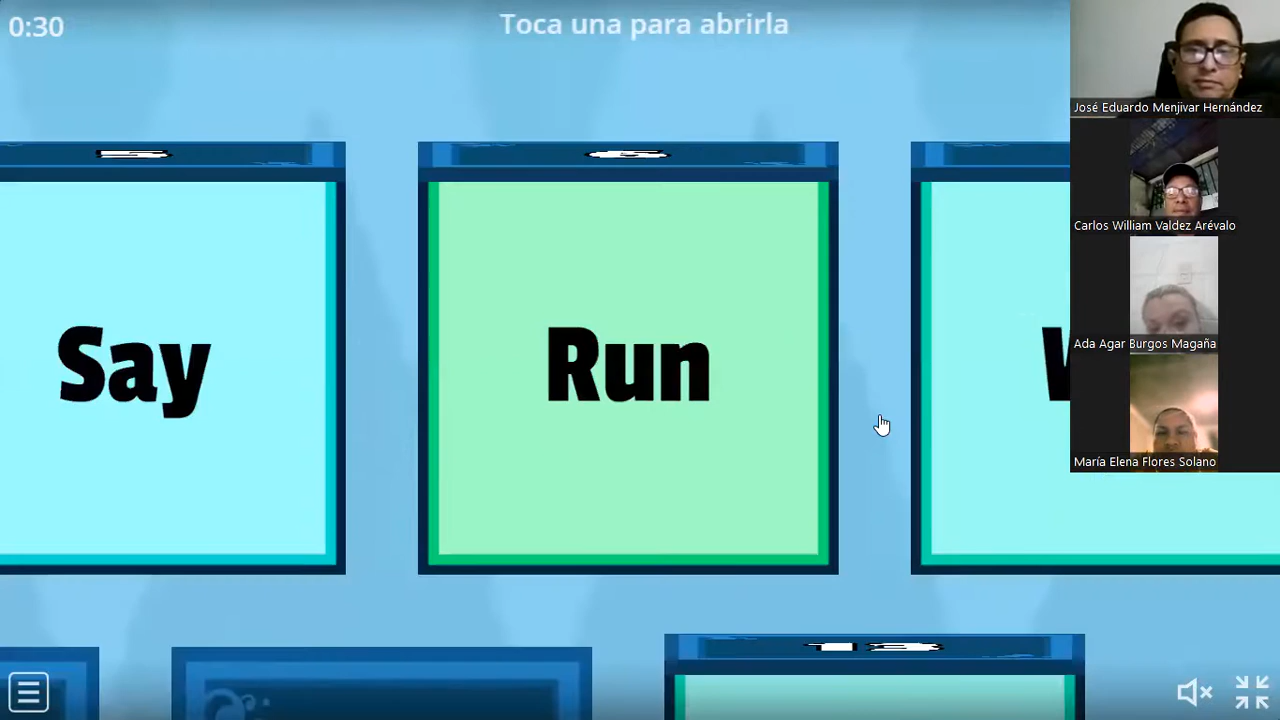 0:30
Toca una para abrirla
José Eduardo Menjivar Hernández
Carlos William Valdez Arévalo
Say
Run
Ada Agar Burgos Magaña
María Elena Flores Solano